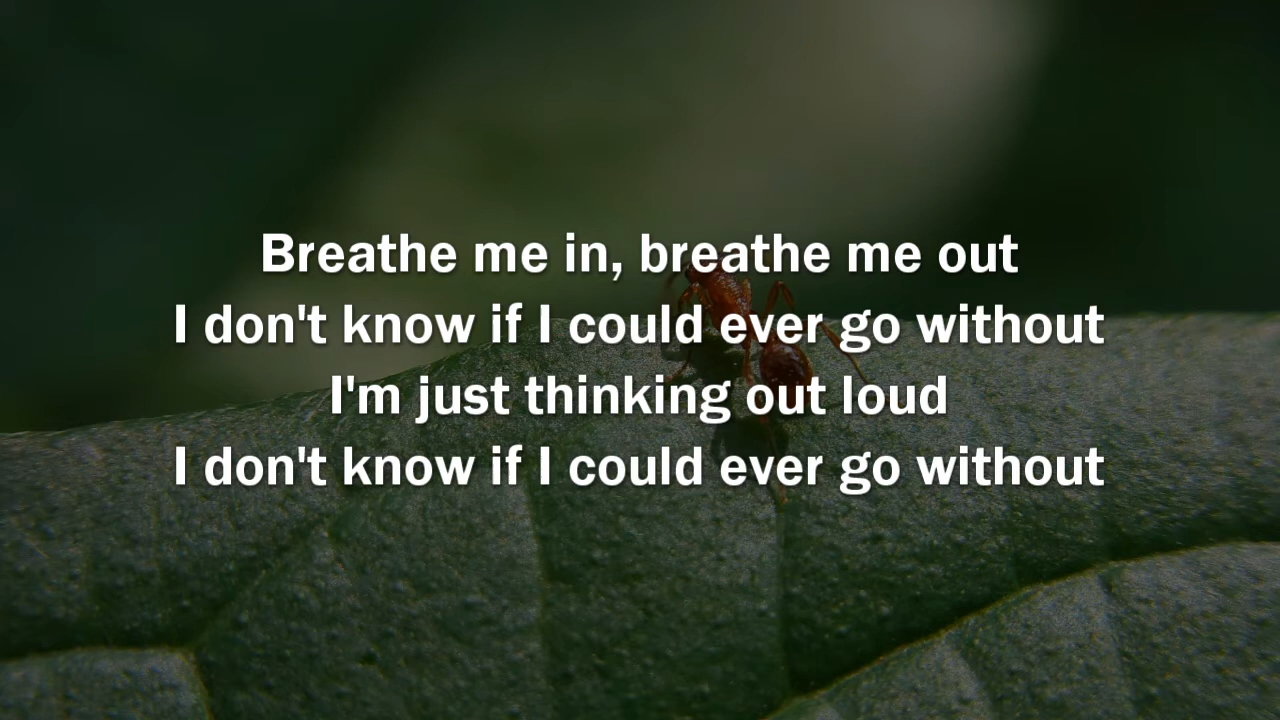 Breathe me in, breathe me out
I don't know if I could ever go without
I'm just thinking out loud
I don't know if I could ever go without